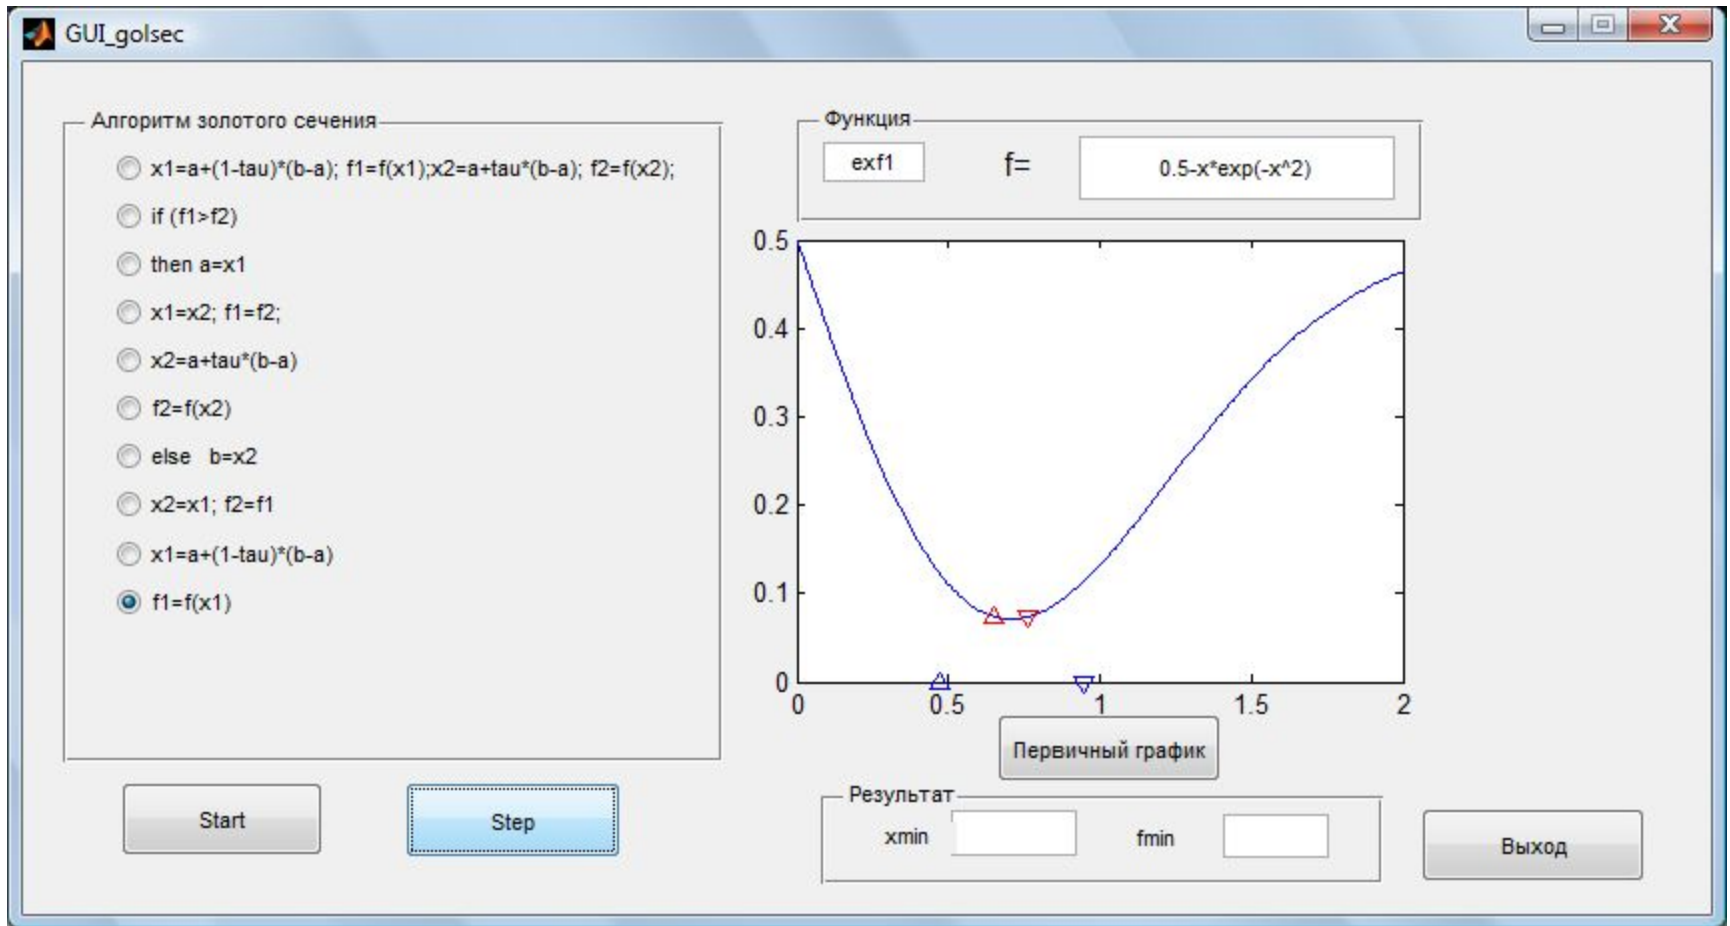 GUI_golsec
Алгоритм золотого сечения
x1=a+(1-tau)*(b-a); f1=f(x1);x2=a+tau*(b-a); f2=f(x2);
if (f1>f2)
then a=x1
x1=x2; f1=f2;
x2=a+tau*(b-a)
f2=f(x2)
else b=x2
x2=x1; f2=f1
x1=a+(1-tau)*(b-a)
f1=f(x1)
Start
Step
Функция
exf1 f= 0.5-x*exp(-x^2)
0.5
0.4
0.3
0.2
0.1
0
0 0.5 1 1.5 2
Первичный график
Результат
xmin fmin
Выход